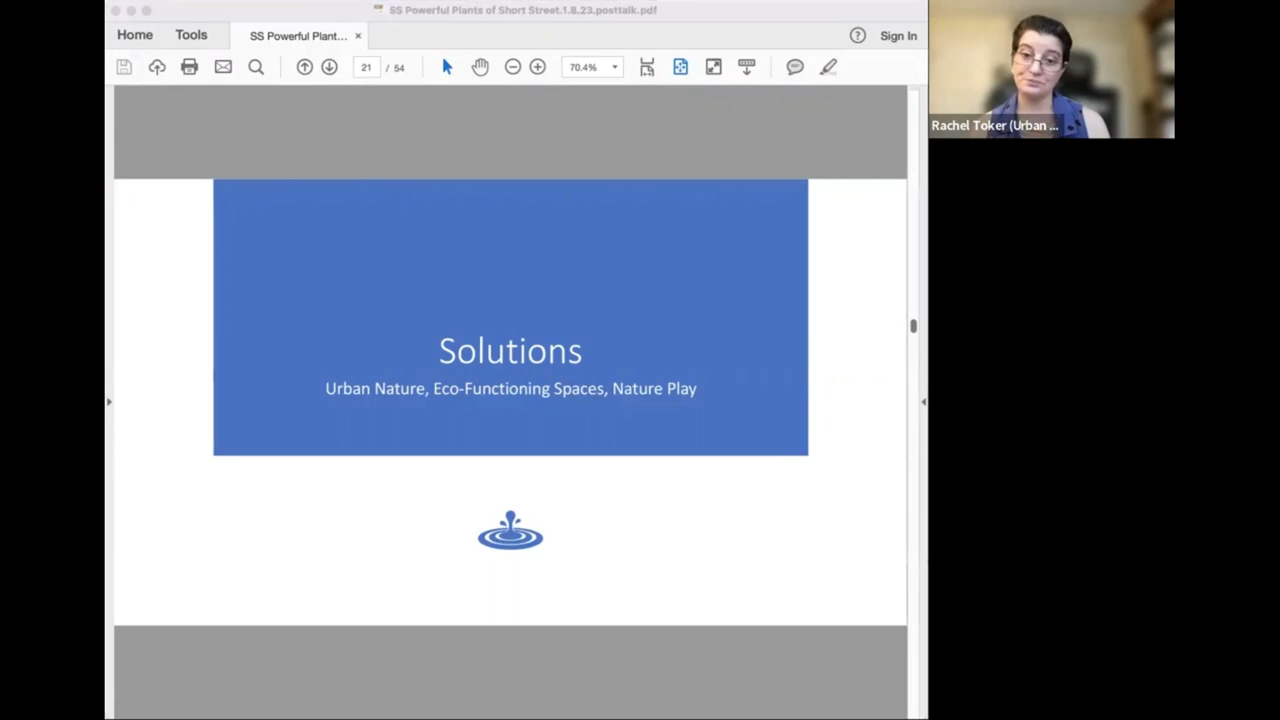 SS Powerful Plants of Short Street.1.8.23.posttalk.pdf
Home Tools SS Powerful Plant... × ? Sign In
21 / 54 70.4%
Rachel Toker (Urban ...
Solutions
Urban Nature, Eco-Functioning Spaces, Nature Play